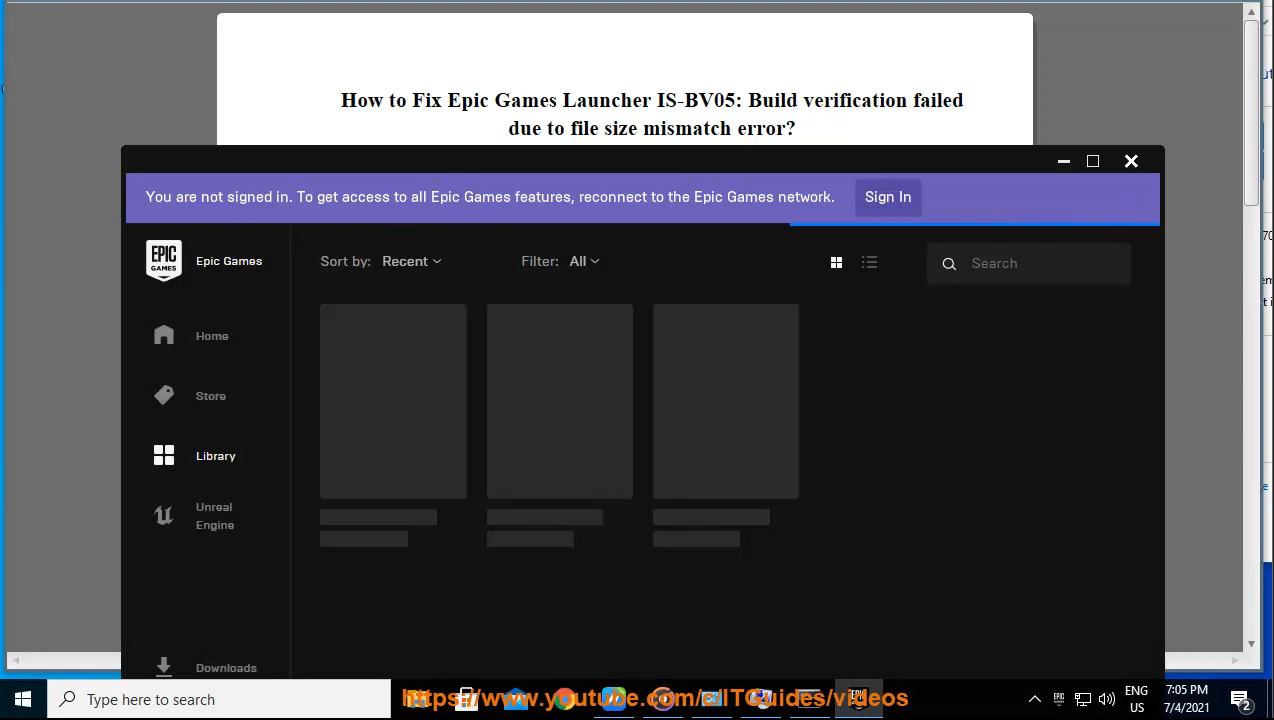 How to Fix Epic Games Launcher IS-BV05: Build verification failed
due to file size mismatch error?
You are not signed in. To get access to all Epic Games features, reconnect to the Epic Games network.
Sign In
EPIC
GAMES
Epic Games
Sort by: Recent
Filter: All
Search
Home
Store
Library
Unreal
Engine
Downloads
Type here to search
https://www.youtube.com/c/ITGuides/videos
ENG
US
7:05 PM
7/4/2021
2